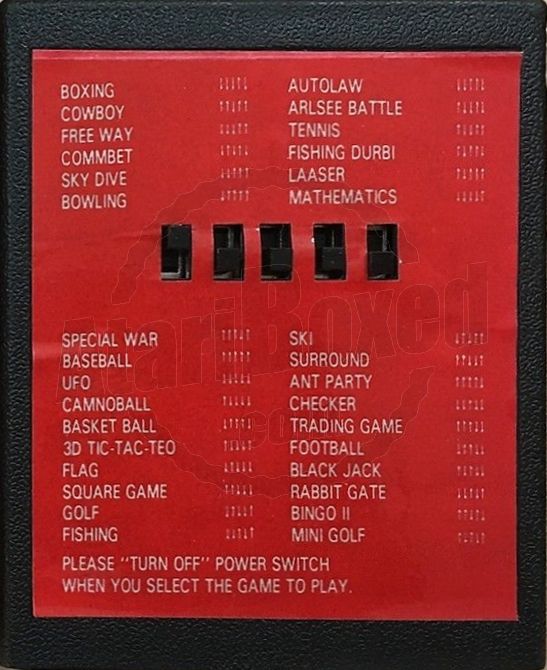 BOXING
COWBOY
FREE WAY
COMMBET
SKY DIVE
BOWLING
AUTOLAW
ARLSEE BATTLE
TENNIS
FISHING DURBI
LAASER
MATHEMATICS
SPECIAL WAR
BASEBALL
UFO
CAMNOBALL
BASKET BALL
3D TIC-TAC-TEO
FLAG
SQUARE GAME
GOLF
FISHING
SKI
SURROUND
ANT PARTY
CHECKER
TRADING GAME
FOOTBALL
BLACK JACK
RABBIT GATE
BINGO II
MINI GOLF
PLEASE "TURN OFF" POWER SWITCH
WHEN YOU SELECT THE GAME TO PLAY.
AtariBoxed
.com